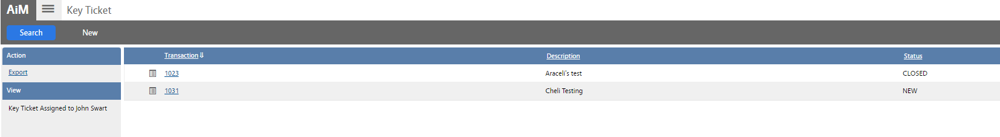 AiM Key Ticket
Search New
Action
Export
View
Key Ticket Assigned to John Swart
Transaction⇓ Description Status
1023 Araceli's test CLOSED
1031 Cheli Testing NEW